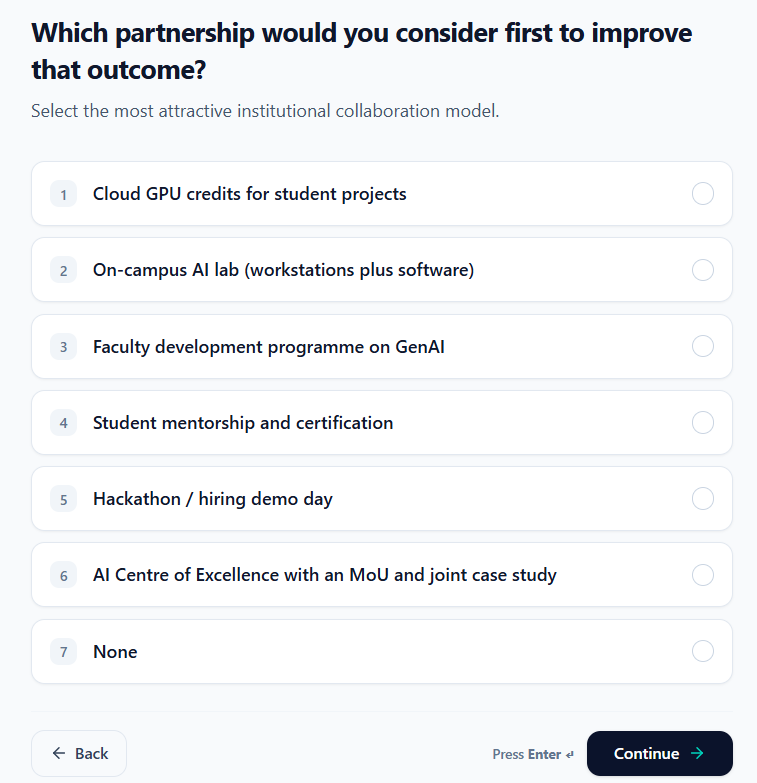 Which partnership would you consider first to improve
that outcome?
Select the most attractive institutional collaboration model.
1 Cloud GPU credits for student projects
2 On-campus AI lab (workstations plus software)
3 Faculty development programme on GenAI
4 Student mentorship and certification
5 Hackathon / hiring demo day
6 AI Centre of Excellence with an MoU and joint case study
7 None
← Back Press Enter ↵ Continue →